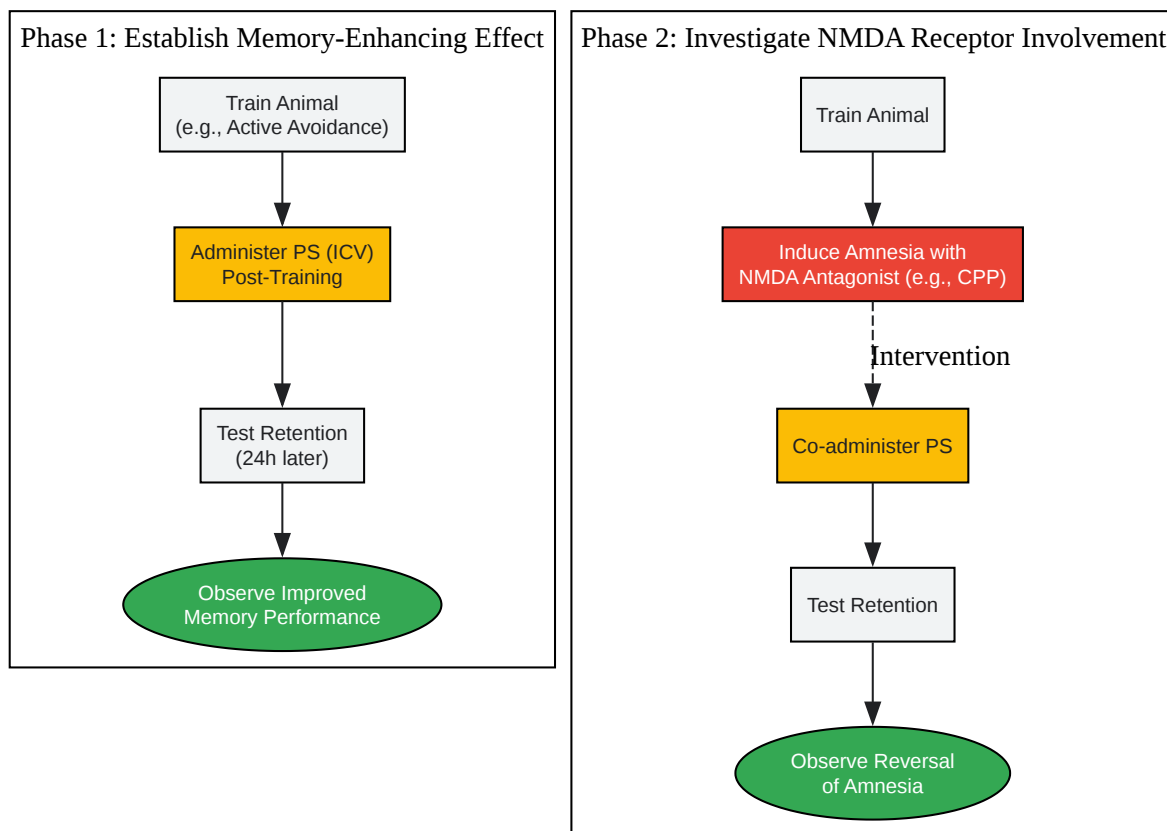 Phase 1: Establish Memory-Enhancing Effect
Train Animal
(e.g., Active Avoidance)
Administer PS (ICV)
Post-Training
Test Retention
(24h later)
Observe Improved
Memory Performance
Phase 2: Investigate NMDA Receptor Involvement
Train Animal
Induce Amnesia with
NMDA Antagonist (e.g., CPP)
Intervention
Co-administer PS
Test Retention
Observe Reversal
of Amnesia